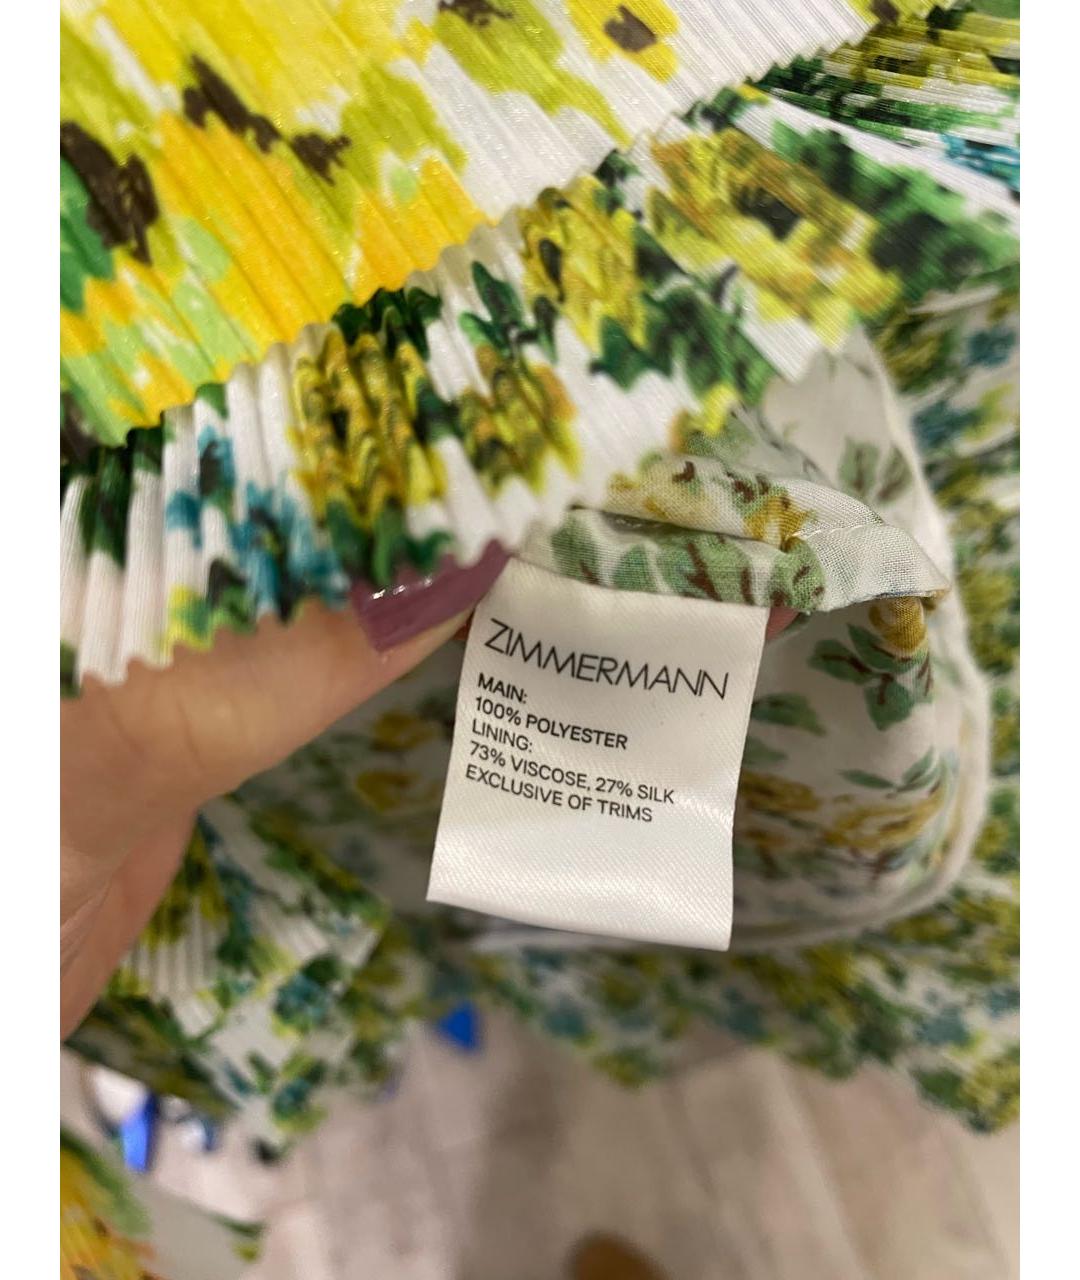 ZIMMERMANN
MAIN:
100% POLYESTER
LINING:
73% VISCOSE, 27% SILK
EXCLUSIVE OF TRIMS